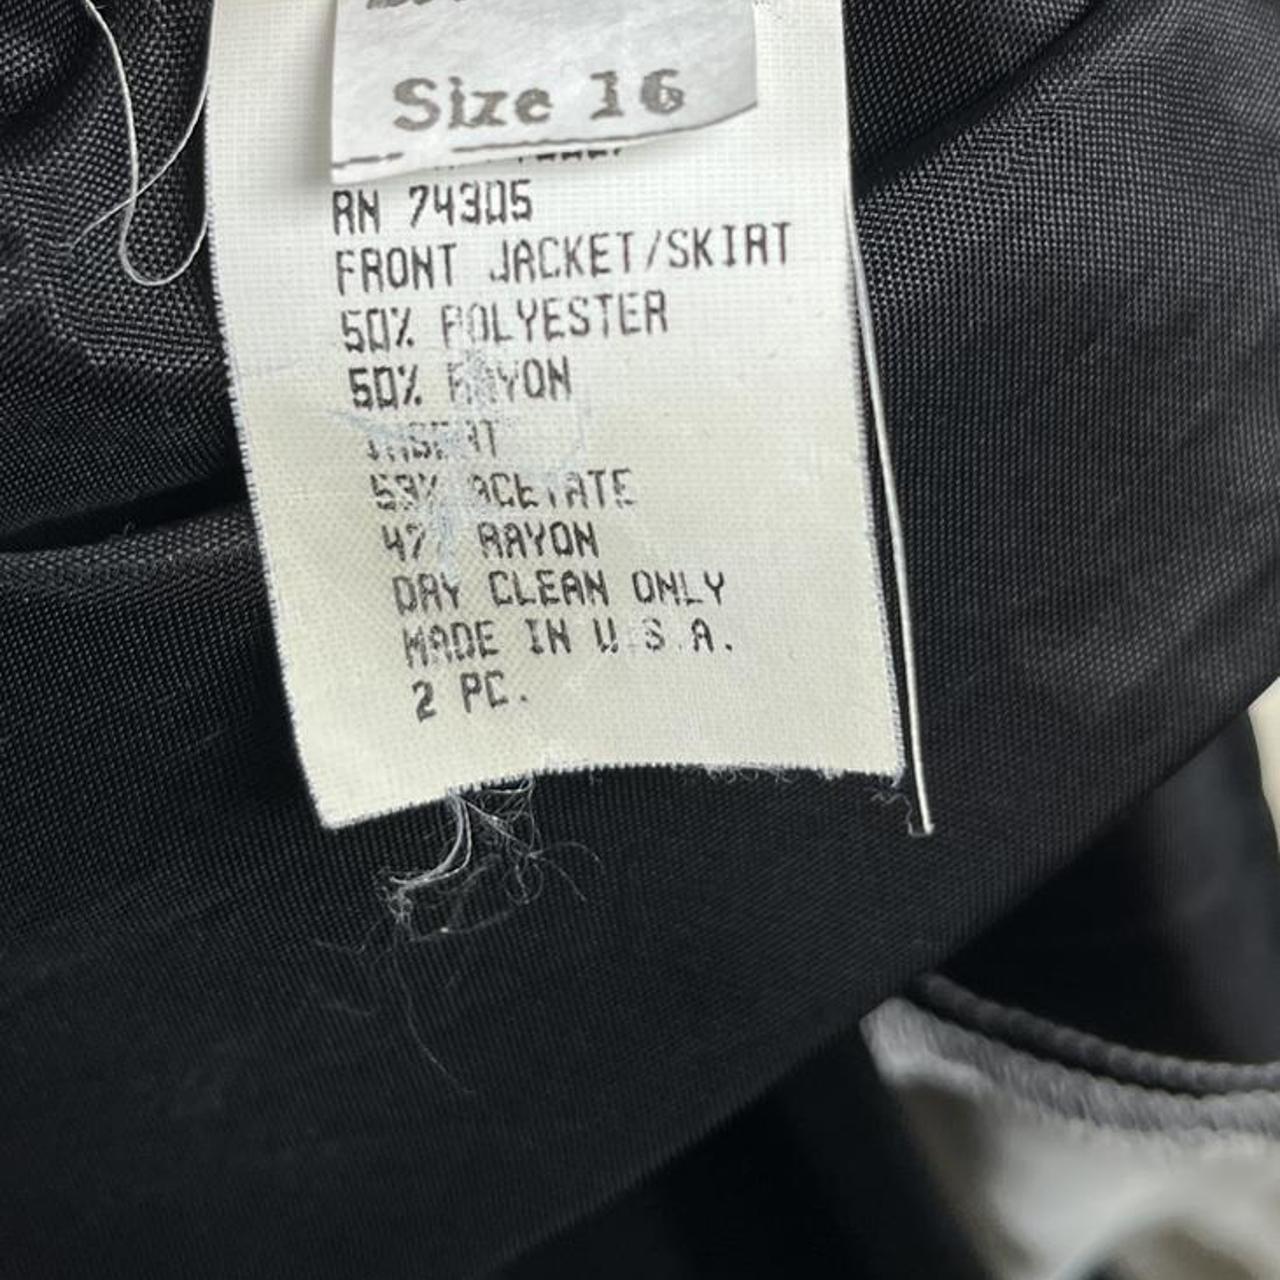 Size 16
RN 74305
FRONT JACKET/SKIRT
50% POLYESTER
50% RAYON
INSERT
53% ACETATE
47% RAYON
DRY CLEAN ONLY
MADE IN U.S.A.
2 PC.